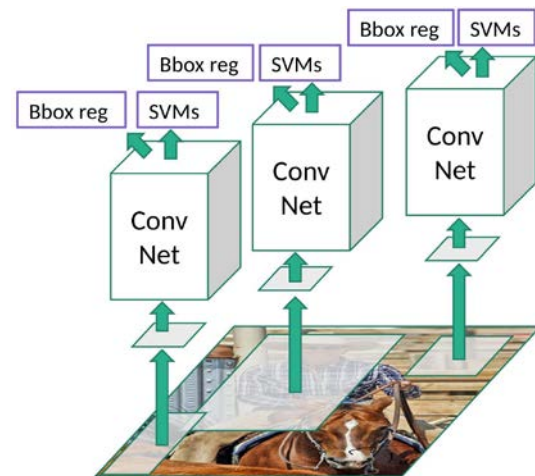 Bbox reg SVMs
Bbox reg SVMs
Bbox reg SVMs
Conv
Net
Conv
Net
Conv
Net